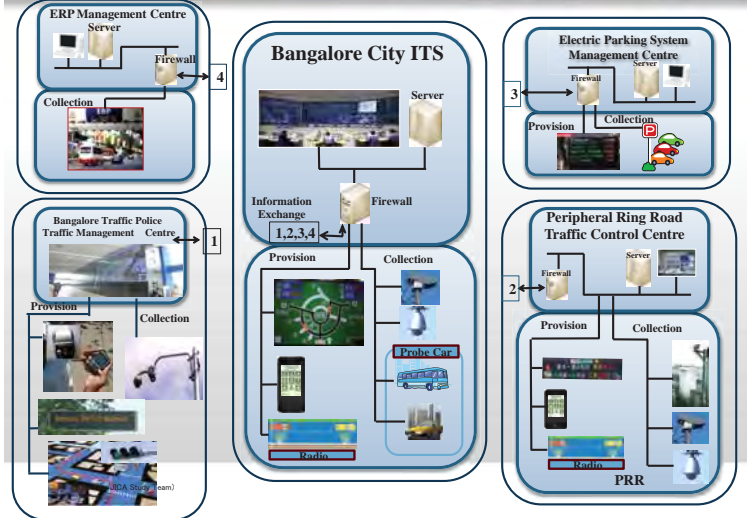 ERP Management Centre
Server
Firewall
4
Collection
Bangalore Traffic Police
Traffic Management Centre
1
Provision
Collection
JICA Study Team)
Bangalore City ITS
Server
Firewall
Information
Exchange
1,2,3,4
Provision
Collection
Probe Car
Radio
Electric Parking System
Management Centre
Server
Firewall
3
Provision
Collection
P
Peripheral Ring Road
Traffic Control Centre
Server
Firewall
2
Provision
Collection
Radio
PRR